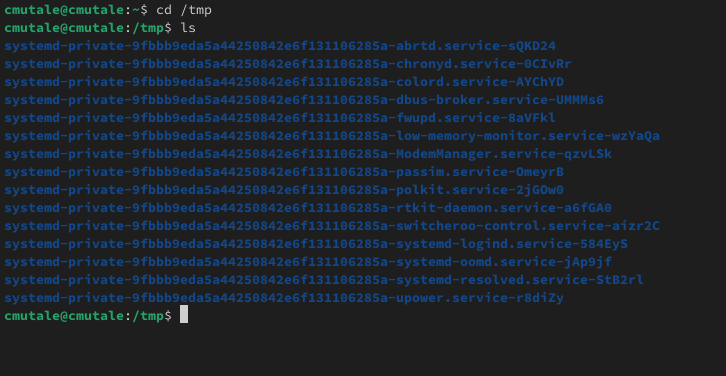 cmutale@cmutale:~$ cd /tmp
cmutale@cmutale:/tmp$ ls
systemd-private-9fbbb9eda5a44250842e6f131106285a-abrtd.service-sQKD24
systemd-private-9fbbb9eda5a44250842e6f131106285a-chronyd.service-0CIvRr
systemd-private-9fbbb9eda5a44250842e6f131106285a-colord.service-AYChYD
systemd-private-9fbbb9eda5a44250842e6f131106285a-dbus-broker.service-UMMMs6
systemd-private-9fbbb9eda5a44250842e6f131106285a-fwupd.service-8aVFkl
systemd-private-9fbbb9eda5a44250842e6f131106285a-low-memory-monitor.service-wzYaQa
systemd-private-9fbbb9eda5a44250842e6f131106285a-ModemManager.service-qzvLSk
systemd-private-9fbbb9eda5a44250842e6f131106285a-passim.service-OmeyrB
systemd-private-9fbbb9eda5a44250842e6f131106285a-polkit.service-2jGOw0
systemd-private-9fbbb9eda5a44250842e6f131106285a-rtkit-daemon.service-a6fGA0
systemd-private-9fbbb9eda5a44250842e6f131106285a-switcheroo-control.service-aizr2C
systemd-private-9fbbb9eda5a44250842e6f131106285a-systemd-logind.service-584EyS
systemd-private-9fbbb9eda5a44250842e6f131106285a-systemd-oomd.service-jAp9jf
systemd-private-9fbbb9eda5a44250842e6f131106285a-systemd-resolved.service-StB2rl
systemd-private-9fbbb9eda5a44250842e6f131106285a-upower.service-r8diZy
cmutale@cmutale:/tmp$